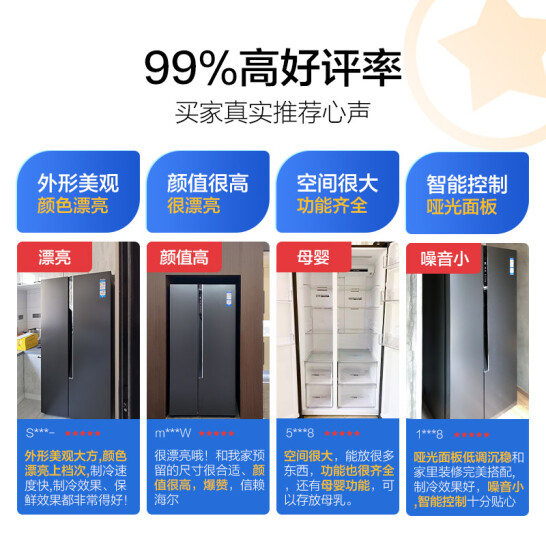 99%高好评率
买家真实推荐心声
外形美观
颜色漂亮
颜值很高
很漂亮
空间很大
功能齐全
智能控制
哑光面板
漂亮
颜值高
母婴
噪音小
S***-
外形美观大方,颜色
漂亮上档次,制冷速
度快,制冷效果、保
鲜效果都非常得好!
m***W
很漂亮哦！和我家预
留的尺寸很合适、颜
值很高，爆赞，信赖
海尔
5***8
空间很大，能放很多
东西，功能也很齐全
，还有母婴功能，可
以存放母乳。
1***8
哑光面板低调沉稳和
家里装修完美搭配,
制冷效果好，噪音小
,智能控制十分贴心